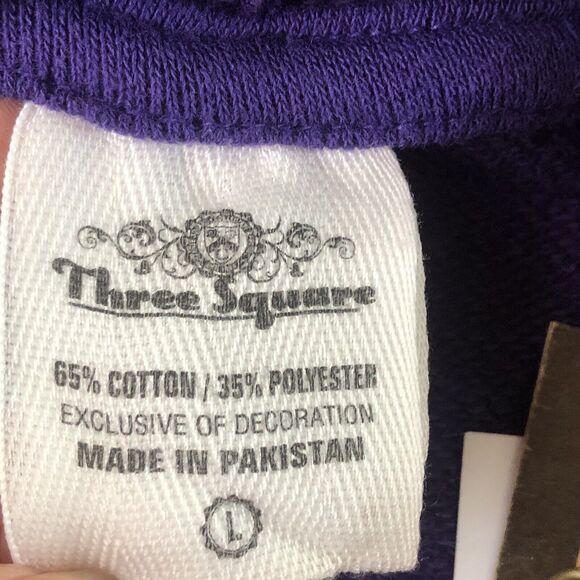 Three Square
65% COTTON / 35% POLYESTER
EXCLUSIVE OF DECORATION
MADE IN PAKISTAN
L